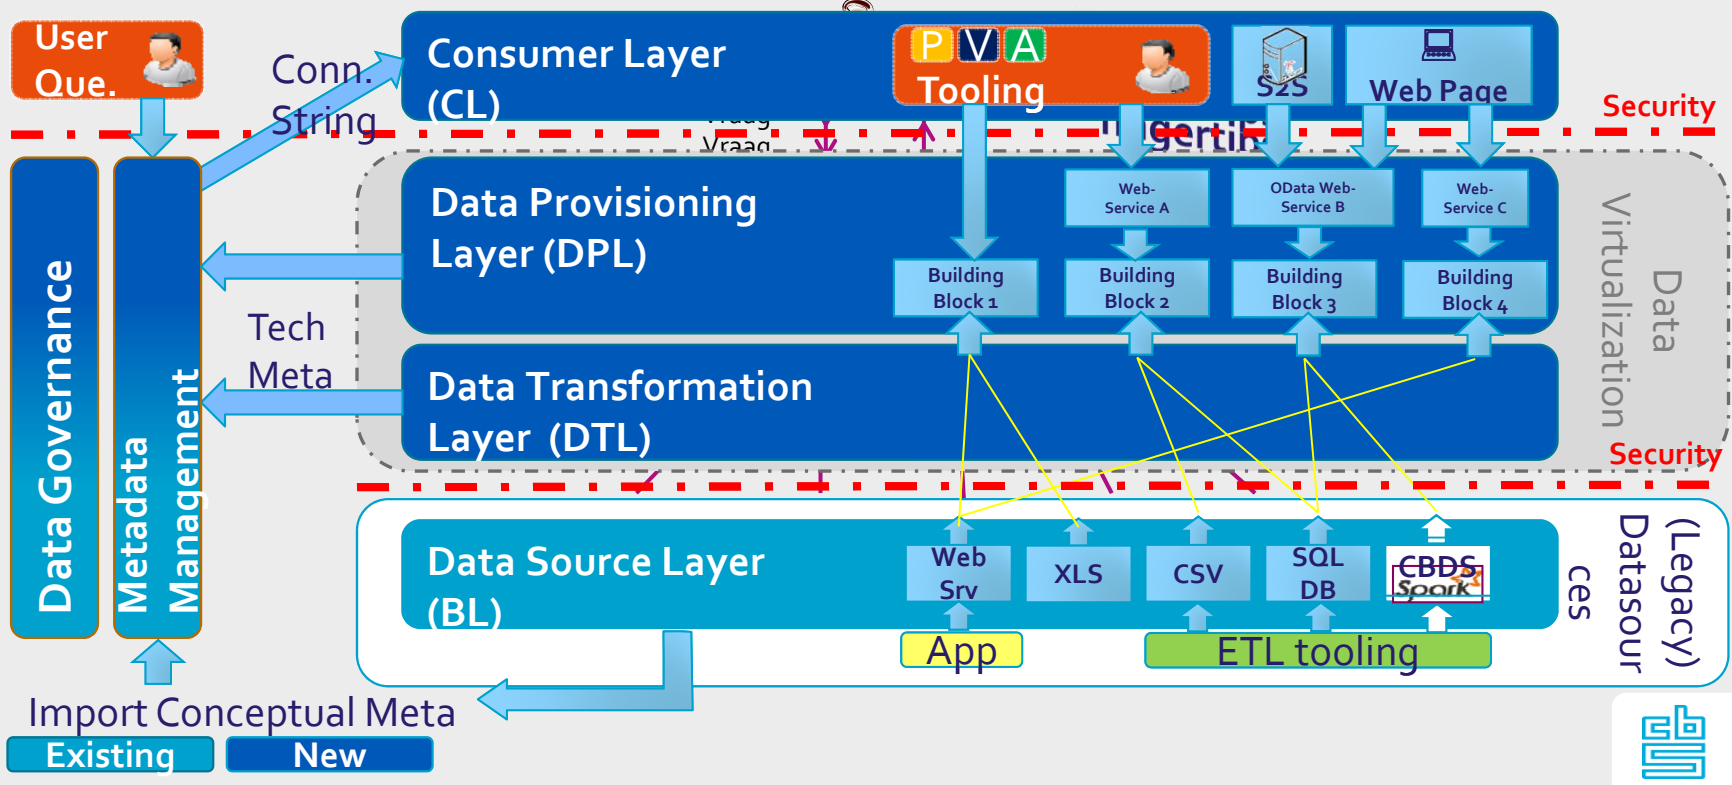 User
Que.
Conn.
String
Consumer Layer
(CL)
P V A
Tooling
S2S
Web Page
Security
Vraag
Vraag
Data Provisioning
Layer (DPL)
Web-
Service A
OData Web-
Service B
Web-
Service C
Building
Block 1
Building
Block 2
Building
Block 3
Building
Block 4
Data
Virtualization
Data Governance
Metadata
Management
Tech
Meta
Data Transformation
Layer (DTL)
Security
Data Source Layer
(BL)
Web
Srv
XLS
CSV
SQL
DB
CBDS
Spark
App
ETL tooling
(Legacy)
Datasour
ces
Import Conceptual Meta
Existing
New
cbs